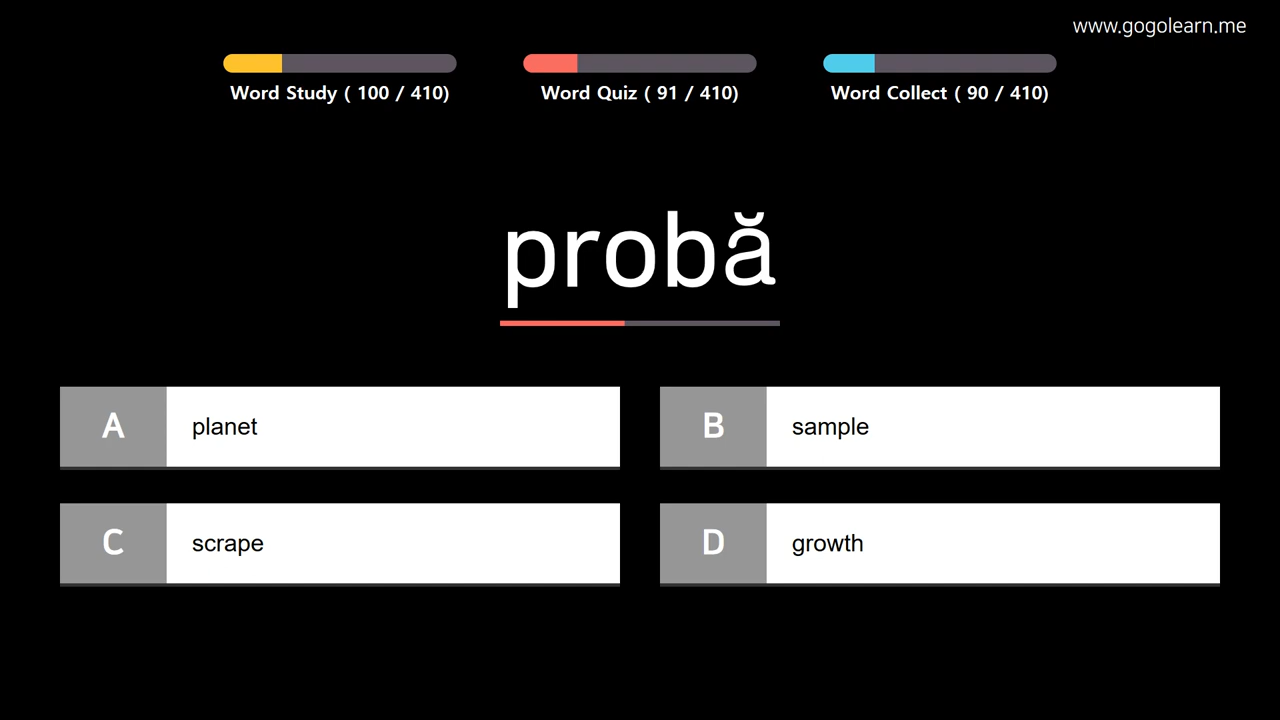 www.gogolearn.me
Word Study ( 100 / 410)
Word Quiz ( 91 / 410)
Word Collect ( 90 / 410)
probă
A planet
B sample
C scrape
D growth